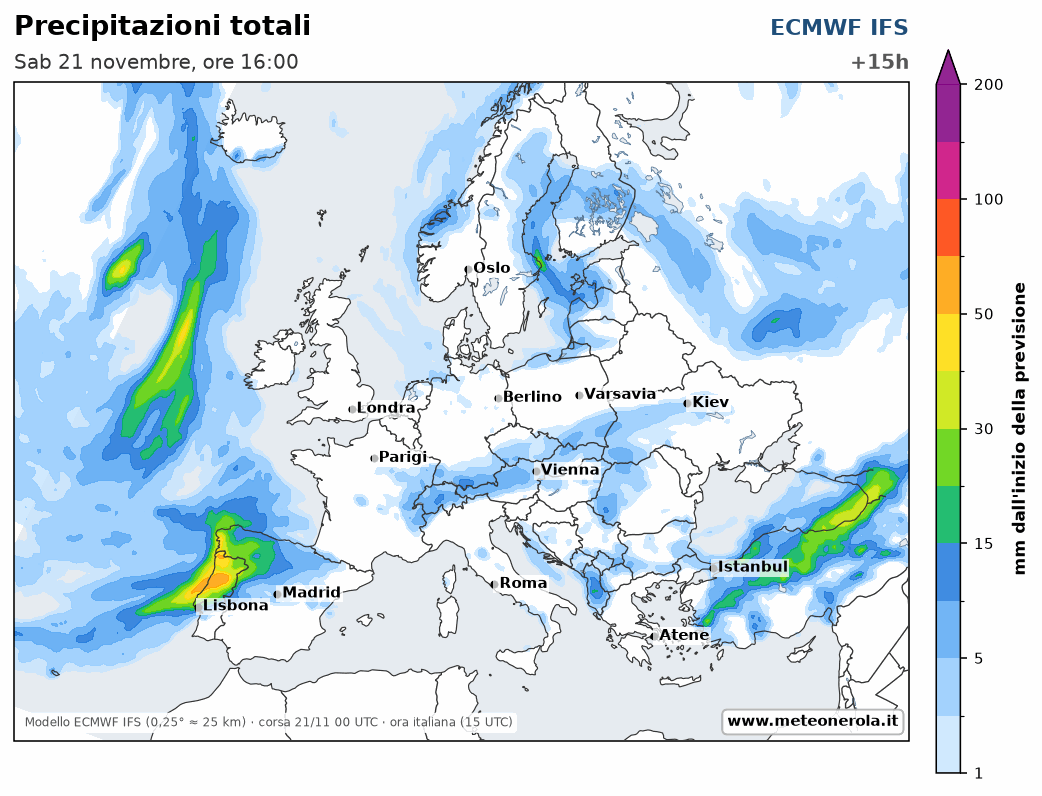 Precipitazioni totali
ECMWF IFS
Sab 21 novembre, ore 16:00
+15h
200
100
50
30
15
5
1
mm dall'inizio della previsione
Oslo
Londra
Berlino
Varsavia
Kiev
Parigi
Vienna
Istanbul
Roma
Madrid
Lisbona
Atene
Modello ECMWF IFS (0,25° ≈ 25 km) · corsa 21/11 00 UTC · ora italiana (15 UTC)
www.meteonerola.it